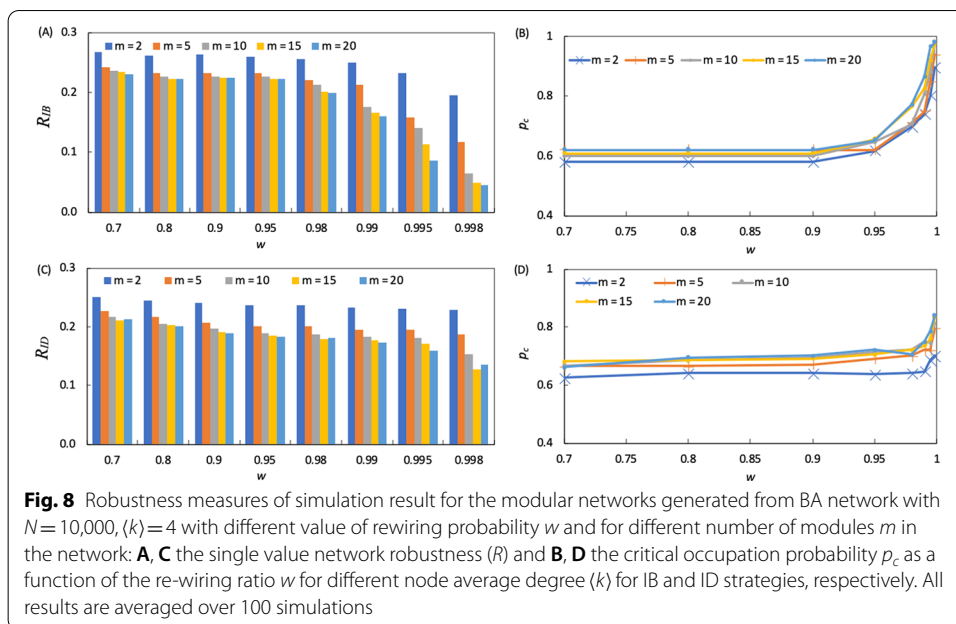 (A)
0.3
0.2
0.1
0.0
R_IB
m = 2 m = 5 m = 10 m = 15 m = 20
0.7 0.8 0.9 0.95 0.98 0.99 0.995 0.998
w
(B)
1
0.8
0.6
0.4
p_c
m = 2 m = 5 m = 10 m = 15 m = 20
0.7 0.75 0.8 0.85 0.9 0.95 1
w
(C)
0.3
0.2
0.1
0.0
R_ID
m = 2 m = 5 m = 10 m = 15 m = 20
0.7 0.8 0.9 0.95 0.98 0.99 0.995 0.998
w
(D)
1
0.8
0.6
0.4
p_c
m = 2 m = 5 m = 10
m = 15 m = 20
0.7 0.75 0.8 0.85 0.9 0.95 1
w
Fig. 8 Robustness measures of simulation result for the modular networks generated from BA network with
N = 10,000, ⟨k⟩ = 4 with different value of rewiring probability w and for different number of modules m in
the network: A, C the single value network robustness (R) and B, D the critical occupation probability p_c as a
function of the re-wiring ratio w for different node average degree ⟨k⟩ for IB and ID strategies, respectively. All
results are averaged over 100 simulations